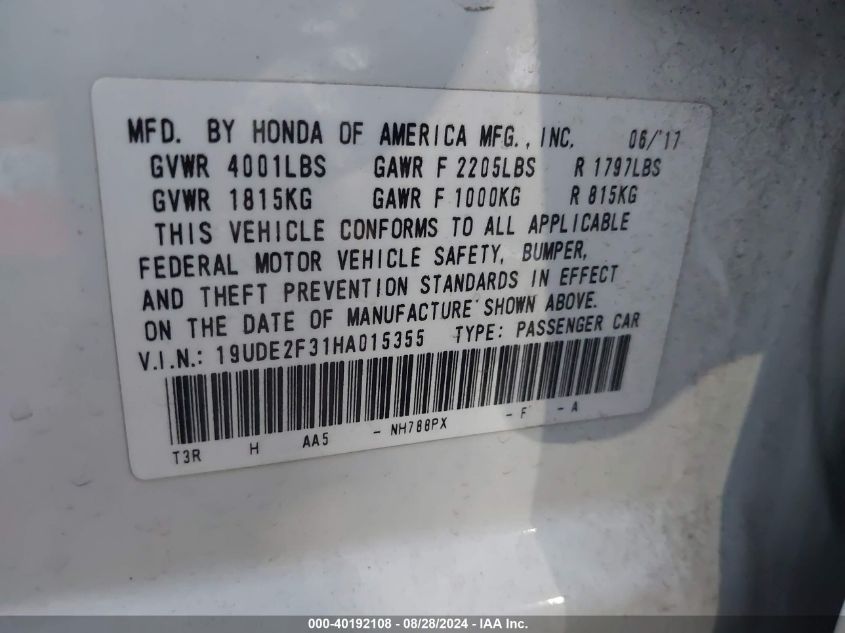 MFD. BY HONDA OF AMERICA MFG., INC. 06/'17
GVWR 4001LBS GAWR F 2205LBS R 1797LBS
GVWR 1815KG GAWR F 1000KG R 815KG
THIS VEHICLE CONFORMS TO ALL APPLICABLE
FEDERAL MOTOR VEHICLE SAFETY, BUMPER,
AND THEFT PREVENTION STANDARDS IN EFFECT
ON THE DATE OF MANUFACTURE SHOWN ABOVE.
V.I.N.: 19UDE2F31HA015355 TYPE: PASSENGER CAR
T3R H AA5 - NH788PX - F - A
000-40192108 - 08/28/2024 - IAA Inc.